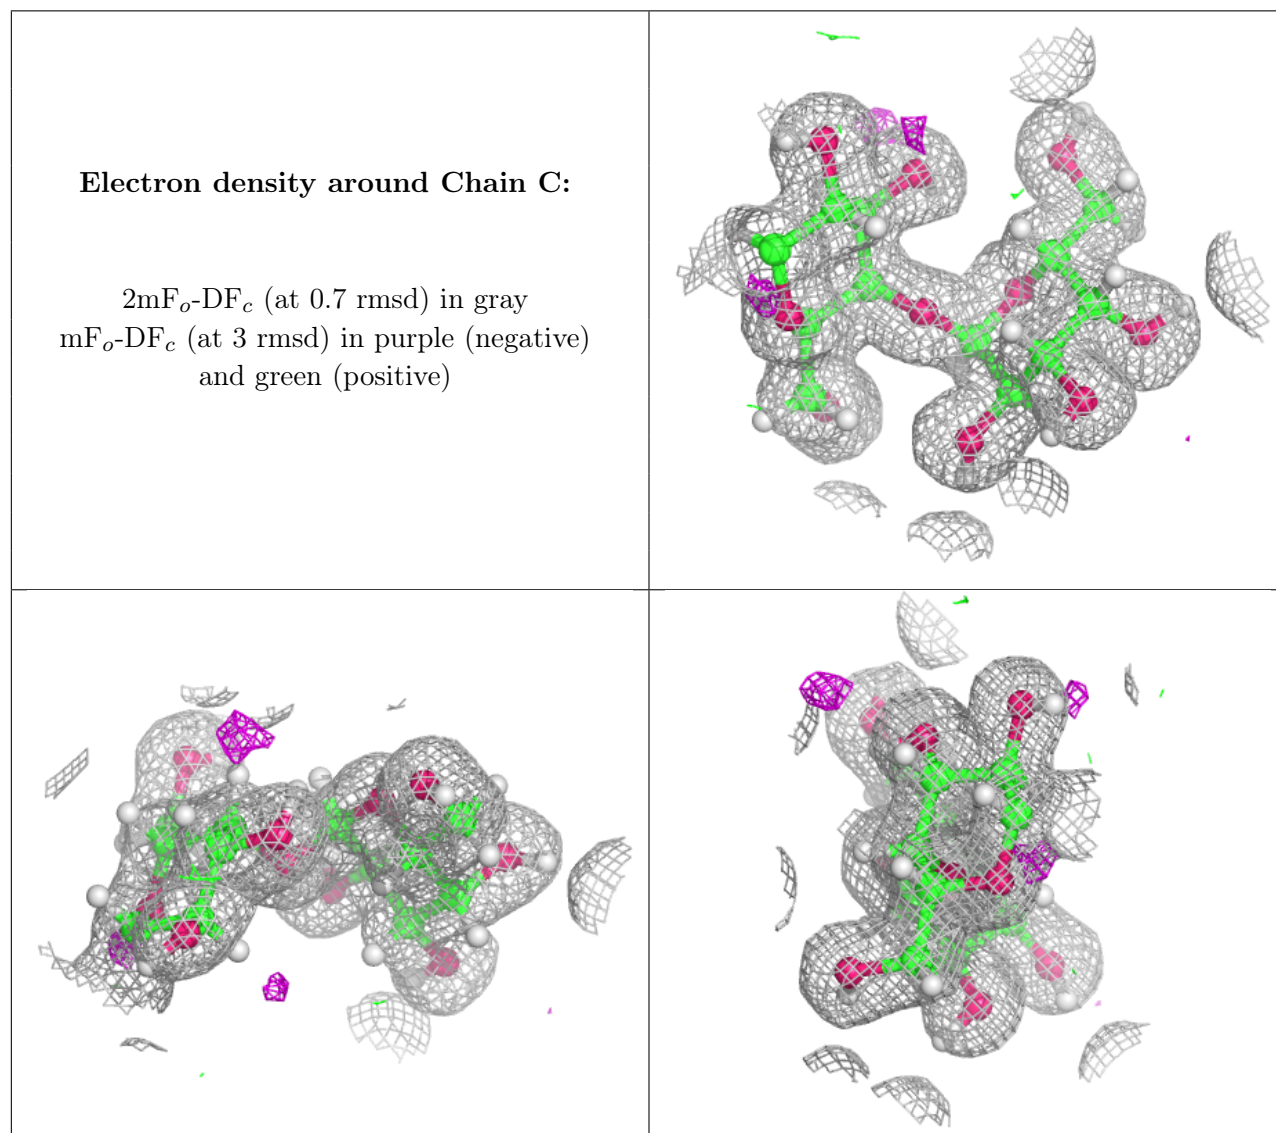 Electron density around Chain C:
2mFo-DFc (at 0.7 rmsd) in gray
mFo-DFc (at 3 rmsd) in purple (negative)
and green (positive)